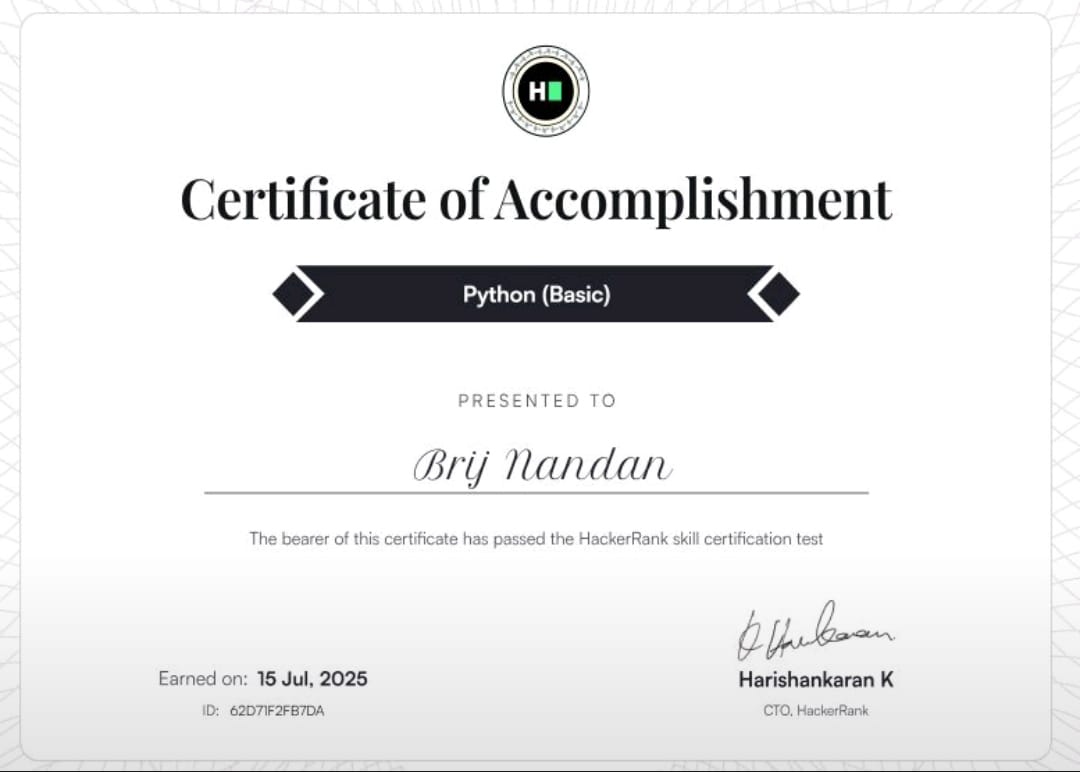 H
Certificate of Accomplishment
Python (Basic)
PRESENTED TO
Brij Nandan
The bearer of this certificate has passed the HackerRank skill certification test
Earned on: 15 Jul, 2025
ID: 62D71F2FB7DA
Harishankaran K
CTO, HackerRank